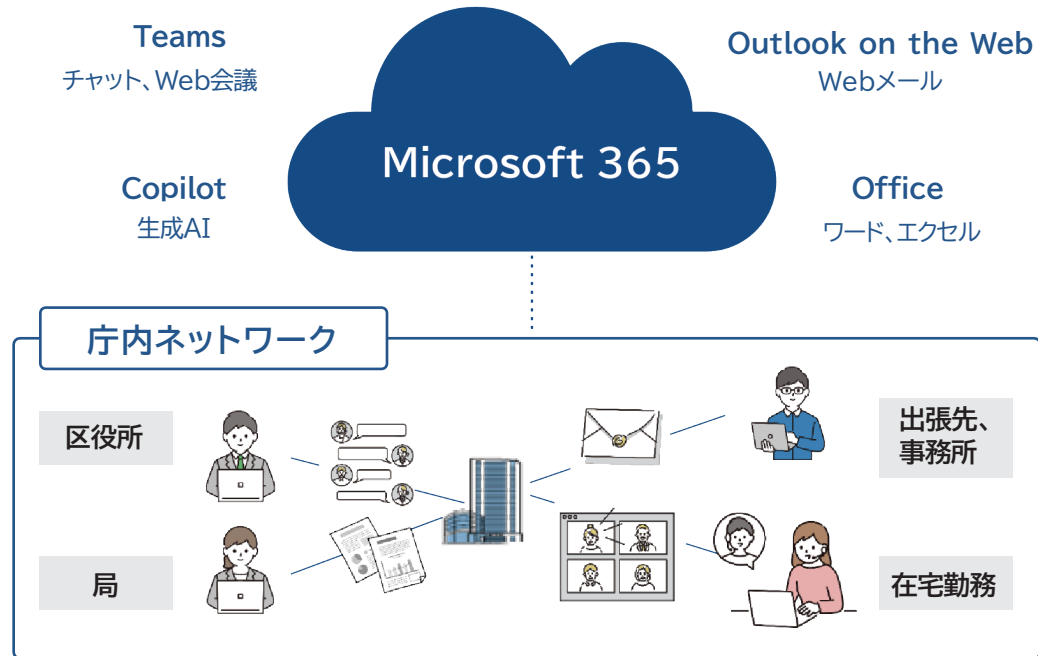 Teams
チャット、Web会議
Outlook on the Web
Webメール
Microsoft 365
Copilot
生成AI
Office
ワード、エクセル
庁内ネットワーク
区役所
出張先、
事務所
局
在宅勤務